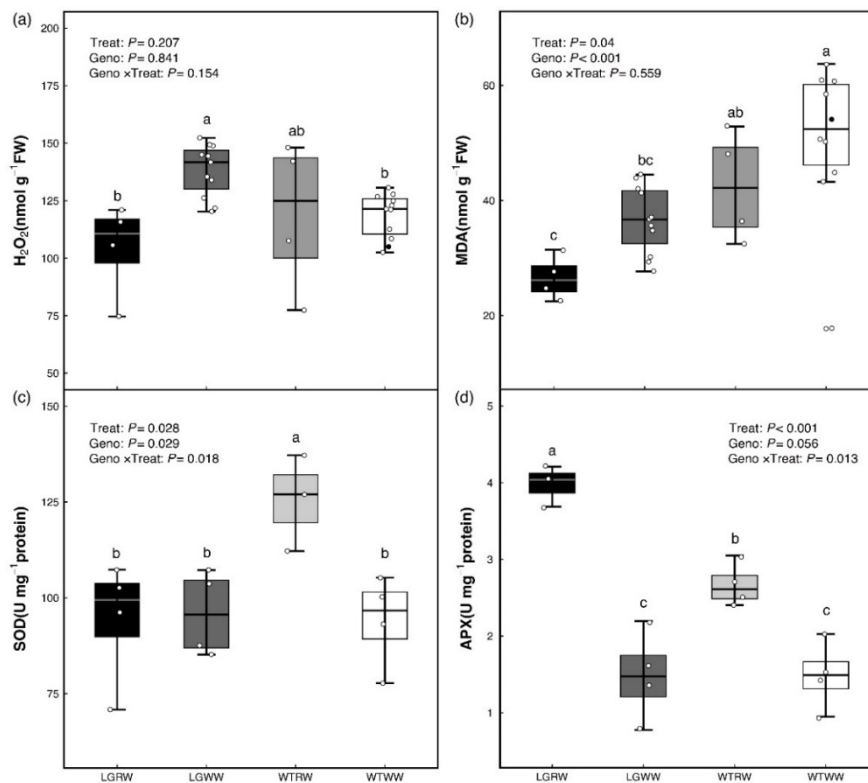 (a)
Treat: P = 0.207
Geno: P = 0.841
Geno ×Treat: P = 0.154
200
175
150
125
100
75
50
H₂O₂(nmol g⁻¹FW)
b
a
ab
b
(b)
Treat: P = 0.04
Geno: P < 0.001
Geno ×Treat: P = 0.559
60
40
20
MDA(nmol g⁻¹FW)
c
bc
ab
a
(c)
Treat: P = 0.028
Geno: P = 0.029
Geno ×Treat: P = 0.018
150
125
100
75
SOD(U mg⁻¹protein)
b
b
a
b
LGRW LGWW WTRW WTWW
(d)
Treat: P < 0.001
Geno: P = 0.056
Geno ×Treat: P = 0.013
5
4
3
2
1
APX(U mg⁻¹protein)
a
c
b
c
LGRW LGWW WTRW WTWW